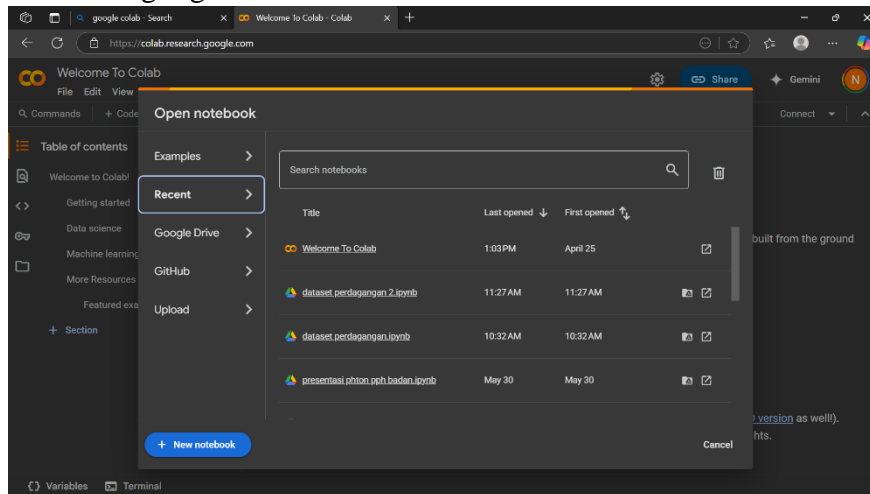 google colab - Search
Welcome To Colab - Colab
https://colab.research.google.com
Welcome To Colab
File Edit View
Share
Gemini
N
Commands + Code
Connect
Open notebook
Table of contents
Welcome to Colab!
Getting started
Data science
Machine learning
More Resources
Featured exa
+ Section
Examples
Recent
Google Drive
GitHub
Upload
Search notebooks
Title Last opened First opened
Welcome To Colab 1:03 PM April 25
dataset perdagangan 2.ipynb 11:27 AM 11:27 AM
dataset perdagangan.ipynb 10:32 AM 10:32 AM
presentasi phton pph badan.ipynb May 30 May 30
built from the ground
version as well!).
hts.
+ New notebook
Cancel
Variables Terminal